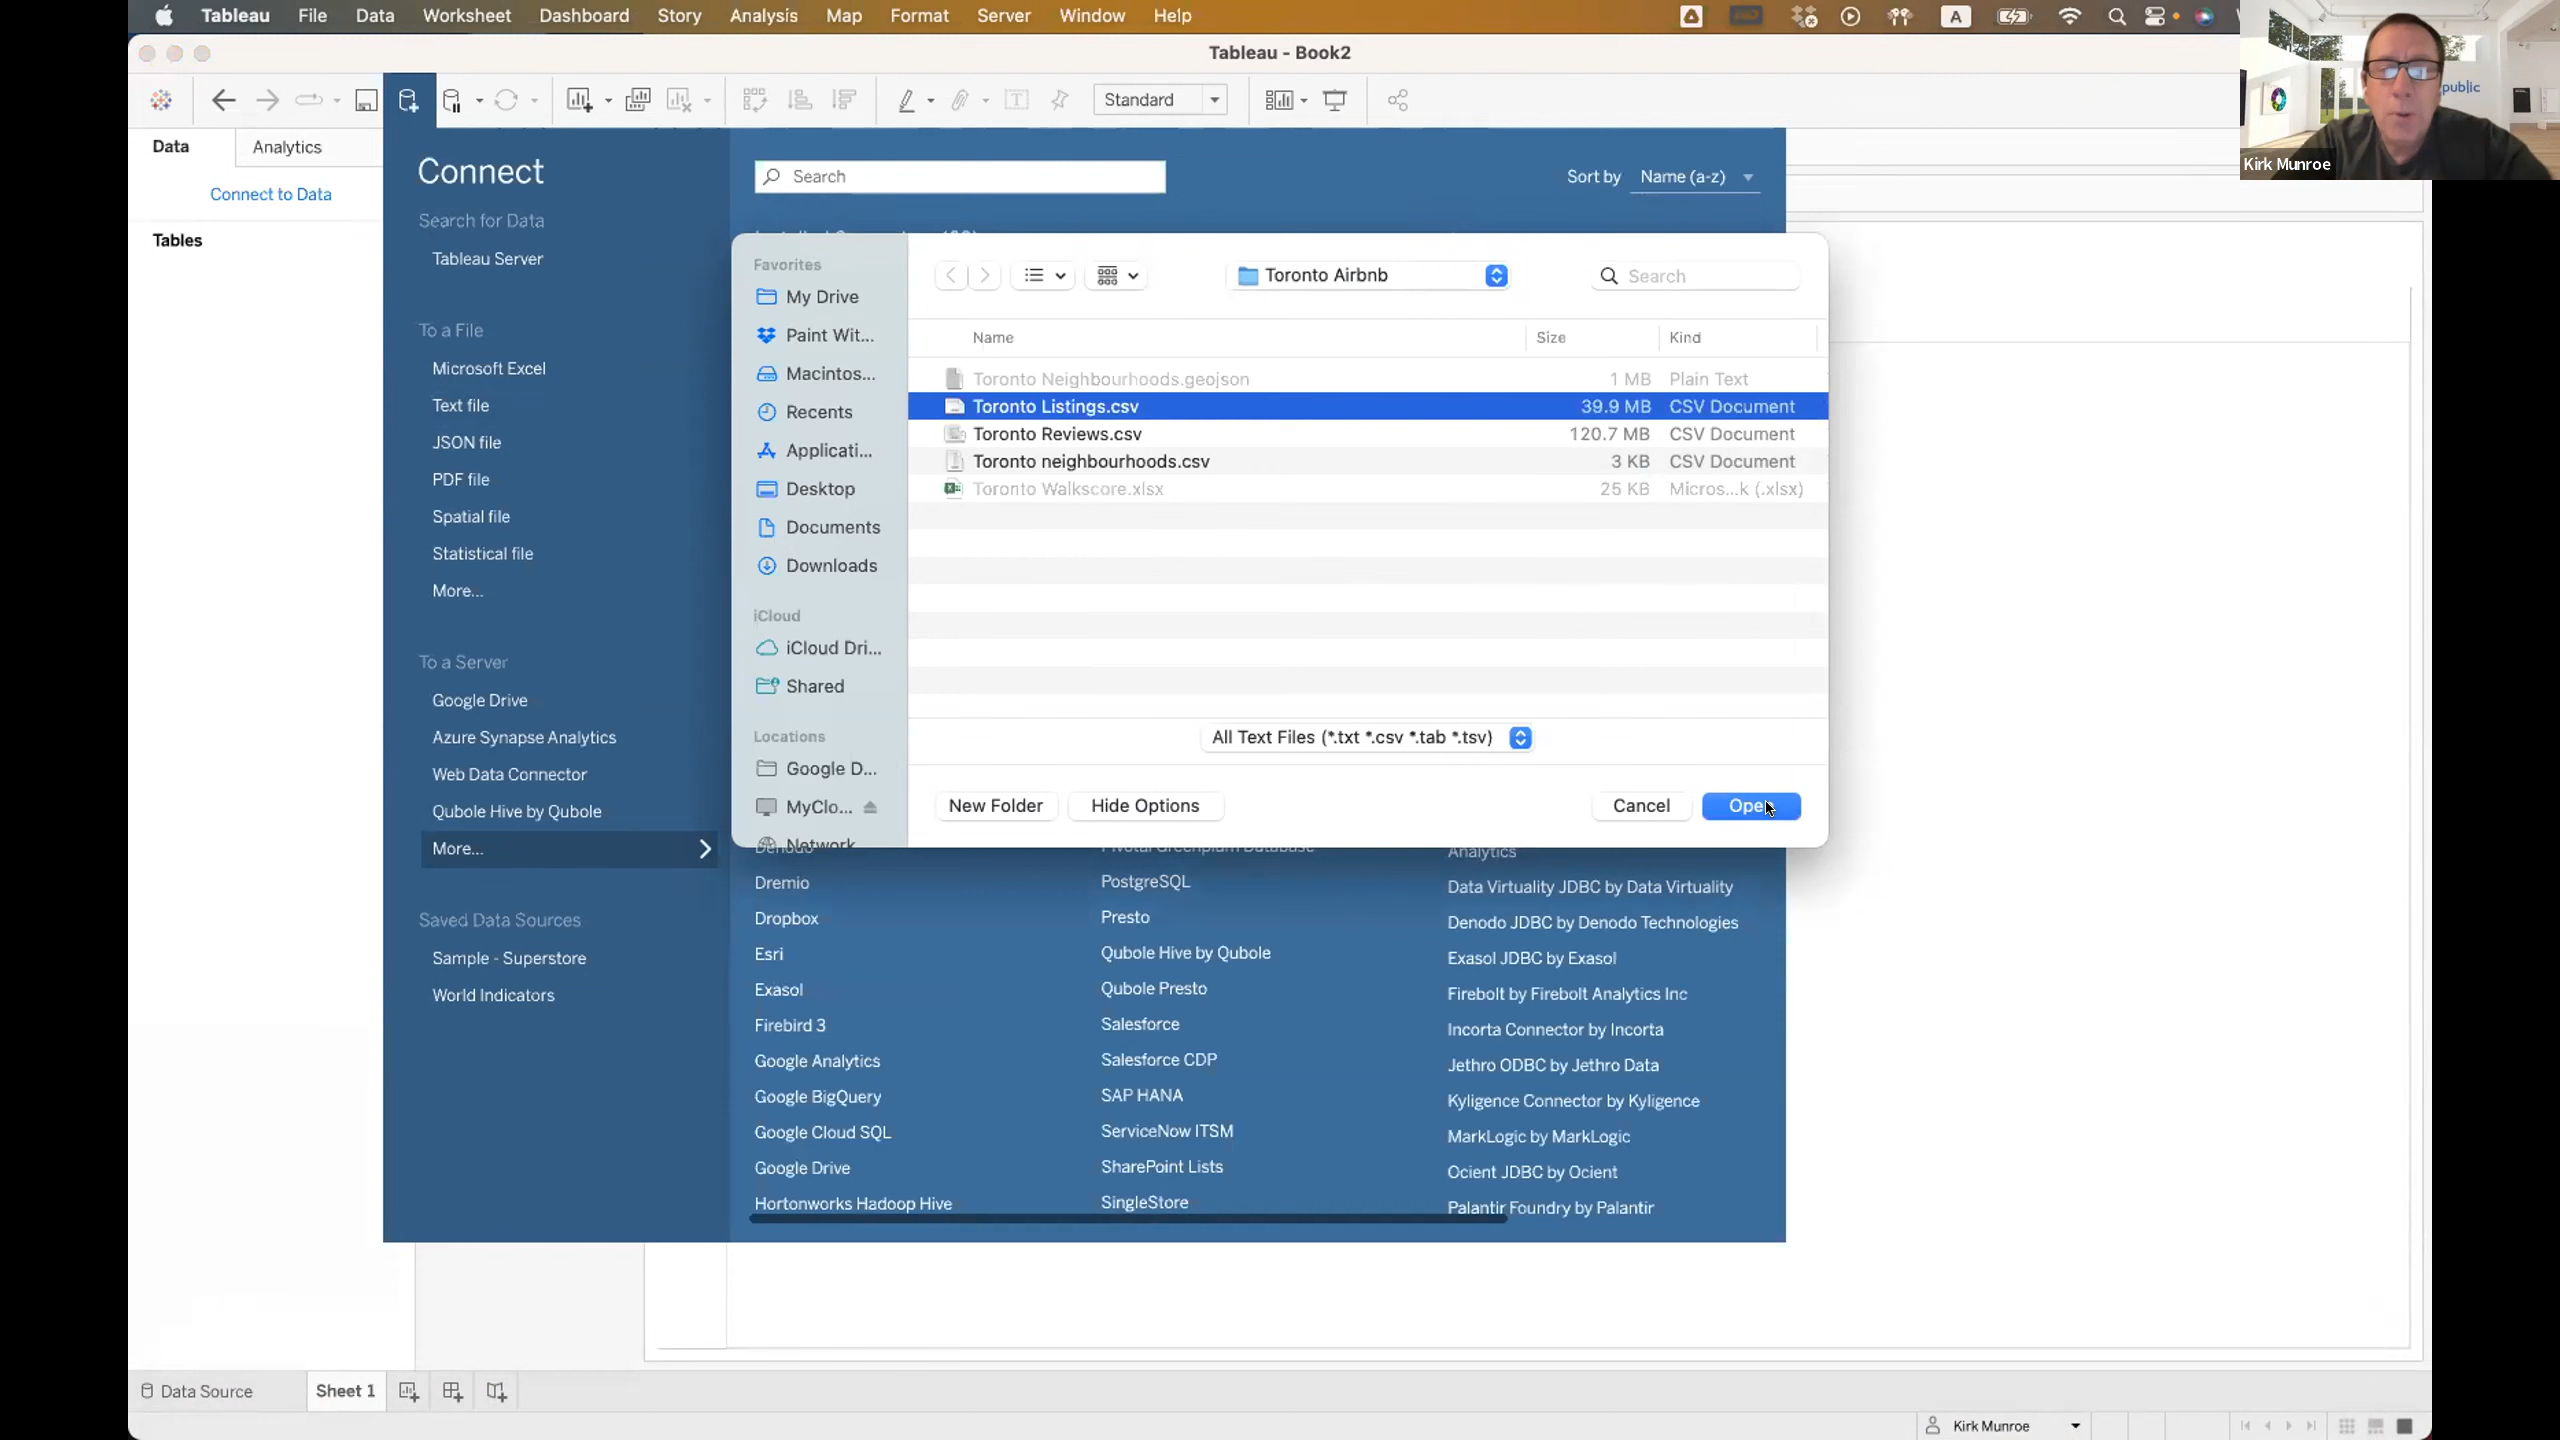 Tableau File Data Worksheet Dashboard Story Analysis Map Format Server Window Help
A
Tableau - Book2
public
Kirk Munroe
Standard
Data Analytics
Connect to Data
Tables
Connect
Search for Data
Tableau Server
To a File
Microsoft Excel
Text file
JSON file
PDF file
Spatial file
Statistical file
More...
To a Server
Google Drive
Azure Synapse Analytics
Web Data Connector
Qubole Hive by Qubole
More...
Saved Data Sources
Sample - Superstore
World Indicators
Search
Sort by Name (a-z)
Favorites
My Drive
Paint Wit...
Macintos...
Recents
Applicati...
Desktop
Documents
Downloads
iCloud
iCloud Dri...
Shared
Locations
Google D...
MyClo...
Network
Toronto Airbnb
Search
Name Size Kind
Toronto Neighbourhoods.geojson 1 MB Plain Text
Toronto Listings.csv 39.9 MB CSV Document
Toronto Reviews.csv 120.7 MB CSV Document
Toronto neighbourhoods.csv 3 KB CSV Document
Toronto Walkscore.xlsx 25 KB Micros...k (.xlsx)
All Text Files (*.txt *.csv *.tab *.tsv)
New Folder Hide Options Cancel Open
Denodo
Dremio
Dropbox
Esri
Exasol
Firebird 3
Google Analytics
Google BigQuery
Google Cloud SQL
Google Drive
Hortonworks Hadoop Hive
Pivotal Greenplum Database
PostgreSQL
Presto
Qubole Hive by Qubole
Qubole Presto
Salesforce
Salesforce CDP
SAP HANA
ServiceNow ITSM
SharePoint Lists
SingleStore
Analytics
Data Virtuality JDBC by Data Virtuality
Denodo JDBC by Denodo Technologies
Exasol JDBC by Exasol
Firebolt by Firebolt Analytics Inc
Incorta Connector by Incorta
Jethro ODBC by Jethro Data
Kyligence Connector by Kyligence
MarkLogic by MarkLogic
Ocient JDBC by Ocient
Palantir Foundry by Palantir
Data Source Sheet 1
Kirk Munroe